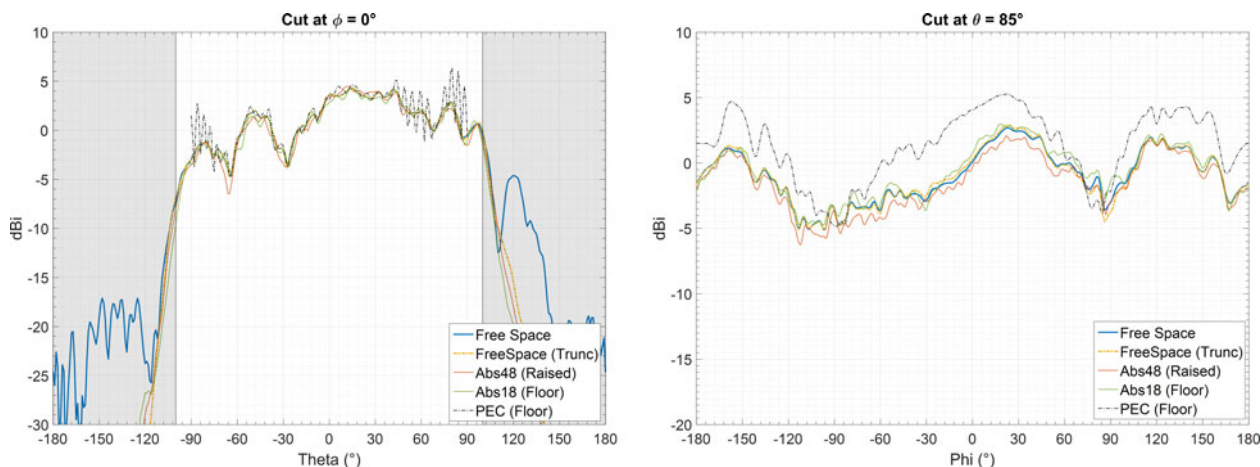 Cut at ϕ = 0°
10
5
0
-5
-10
-15
-20
-25
-30
dBi
-180 -150 -120 -90 -60 -30 0 30 60 90 120 150 180
Theta (°)
Free Space
FreeSpace (Trunc)
Abs48 (Raised)
Abs18 (Floor)
PEC (Floor)
Cut at θ = 85°
10
5
0
-5
-10
-15
-20
dBi
-180 -150 -120 -90 -60 -30 0 30 60 90 120 150 180
Phi (°)
Free Space
FreeSpace (Trunc)
Abs48 (Raised)
Abs18 (Floor)
PEC (Floor)